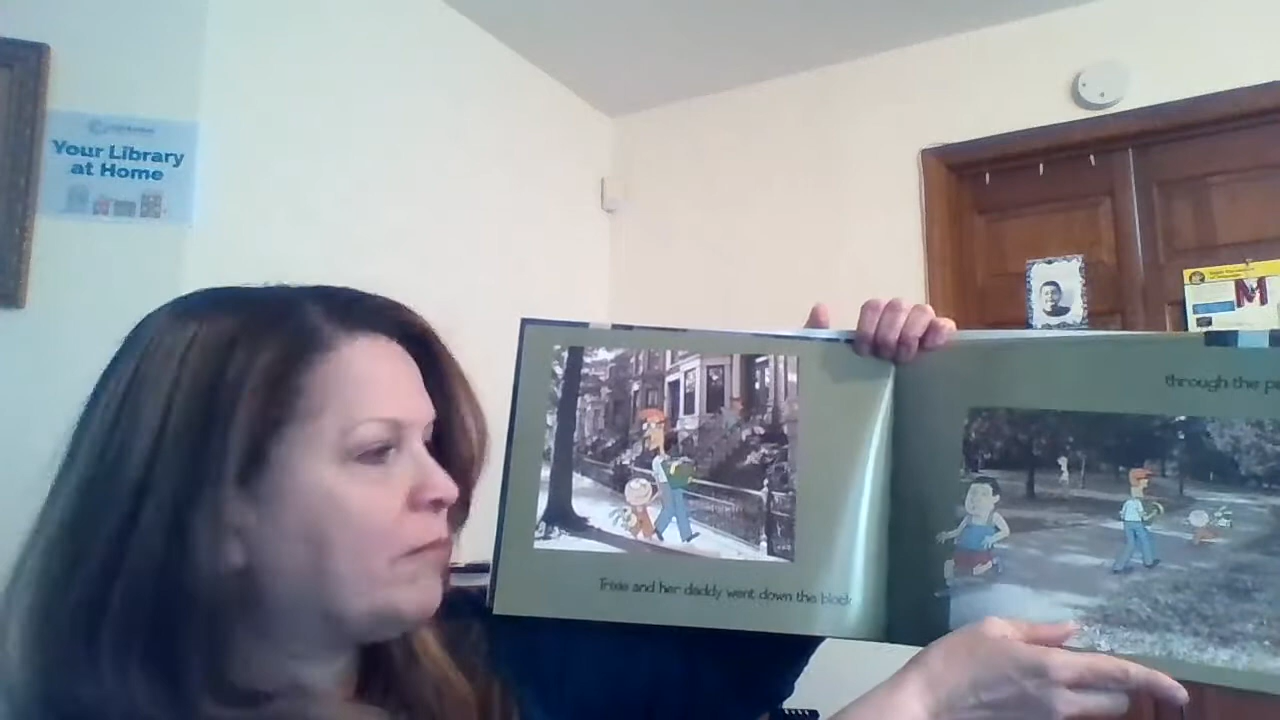 Your Library
at Home
Trixie and her daddy went down the block,
through the
M